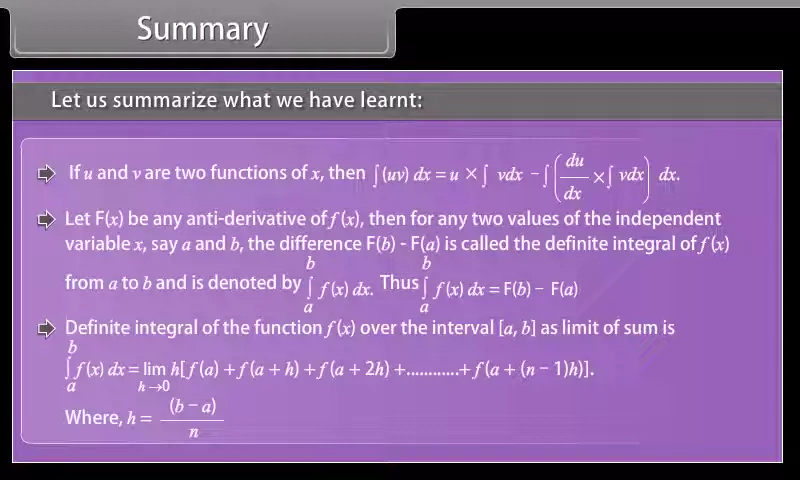 Summary
Let us summarize what we have learnt:
⇨ If u and v are two functions of x, then ∫(uv) dx = u × ∫ vdx − ∫ (du/dx × ∫ vdx) dx.
⇨ Let F(x) be any anti-derivative of f (x), then for any two values of the independent
variable x, say a and b, the difference F(b) - F(a) is called the definite integral of f (x)
from a to b and is denoted by ∫_a^b f (x) dx. Thus ∫_a^b f (x) dx = F(b) − F(a)
⇨ Definite integral of the function f (x) over the interval [a, b] as limit of sum is
∫_a^b f (x) dx = lim_{h→0} h[f (a) + f (a + h) + f (a + 2h) +............+ f (a + (n − 1)h)].
Where, h = (b − a)/n